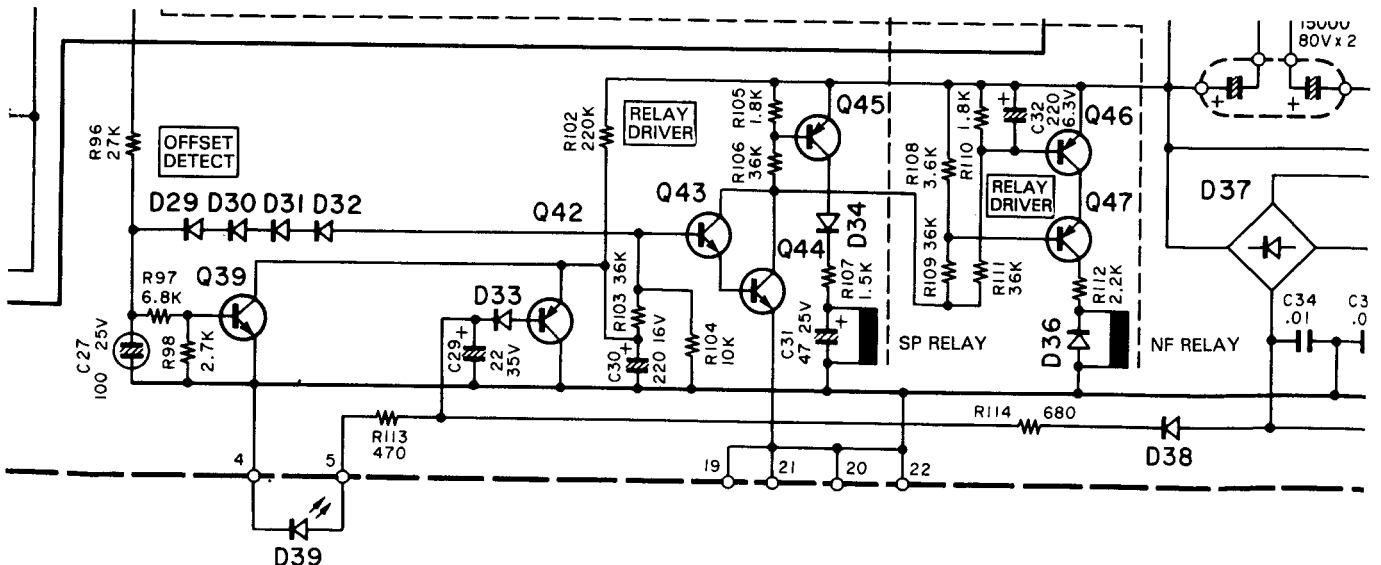 15000
80V x 2
R96
27K
OFFSET
DETECT
R102
220K
RELAY
DRIVER
R105
1.8K
Q45
R106
36K
R108
3.6K
R110
1.8K
C32
220
6.3V
Q46
D29 D30 D31 D32
Q42
Q43
RELAY
DRIVER
Q47
D37
R97
6.8K
Q39
D33
R103 36K
Q44
D34
R107
1.5K
R109 36K
R111
36K
R112
2.2K
C27
100
25V
R98
2.7K
C29
22
35V
C30
220 16V
R104
10K
C31
47 25V
SP RELAY
D36
NF RELAY
C34
.01
R113
470
R114 680
D38
4
5
19
21
20
22
D39